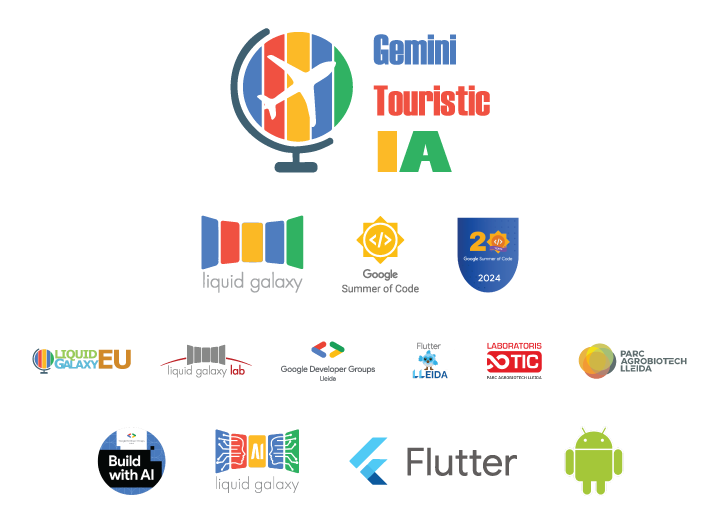 Gemini
Touristic
IA
liquid galaxy
Google
Summer of Code
</>
20
Google Summer of Code
2024
LIQUID
GALAXY EU
liquid galaxy lab
Google Developer Groups
Lleida
Flutter
LLEIDA
LABORATORIS
TIC
PARC AGROBIOTECH LLEIDA
PARC
AGROBIOTECH
LLEIDA
Build
with AI
AI
liquid galaxy
Flutter